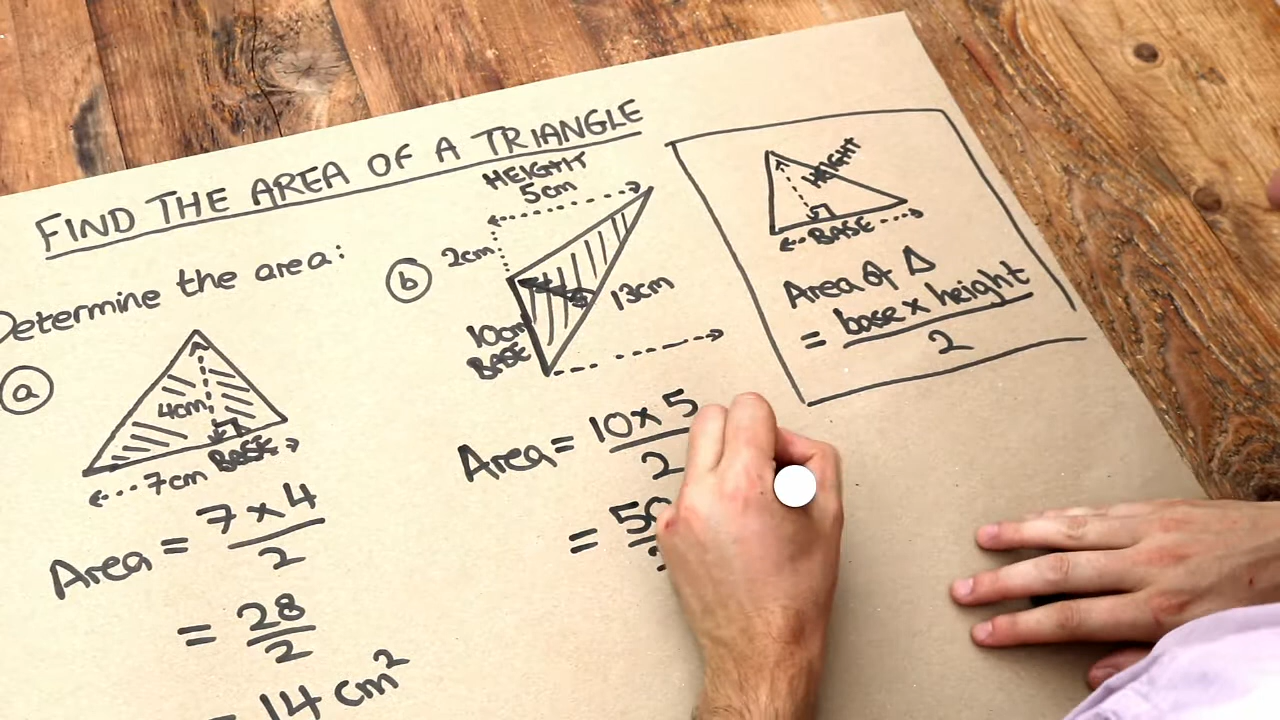 FIND THE AREA OF A TRIANGLE
Determine the area:
a
4cm
7cm BASE
Area = 7 x 4
2
= 28
2
= 14 cm²
b
HEIGHT
5cm
2cm
10cm
BASE
13cm
Area = 10 x 5
2
= 50
HEIGHT
BASE
Area of Δ
= base x height
2